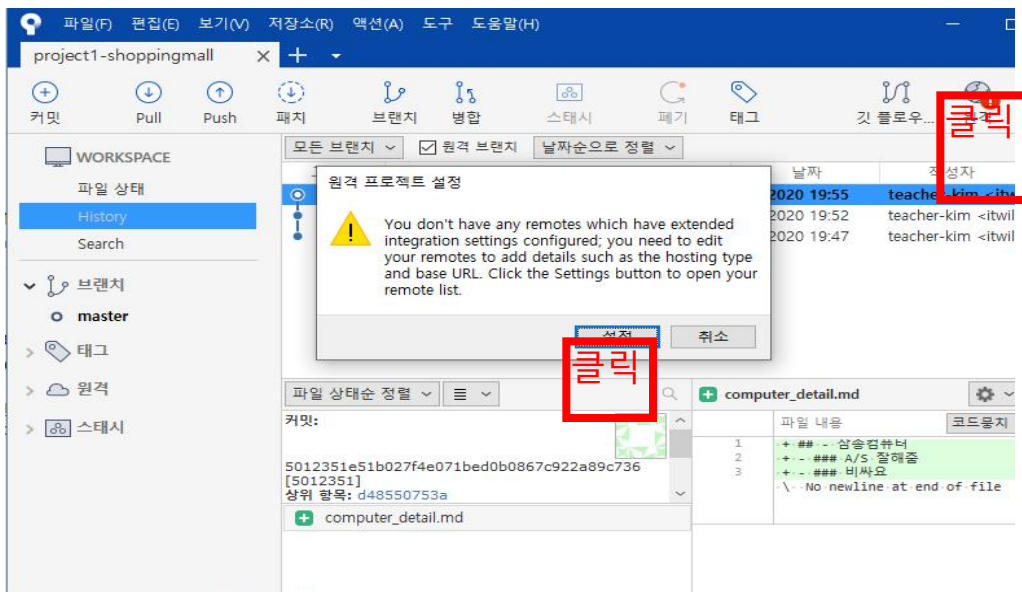 파일(F) 편집(E) 보기(V) 저장소(R) 액션(A) 도구 도움말(H)
project1-shoppingmall
커밋 Pull Push 패치 브랜치 병합 스태시 폐기 태그 깃 플로우... 원격
클릭
WORKSPACE
파일 상태
History
Search
브랜치
master
태그
원격
스태시
모든 브랜치 원격 브랜치 날짜순으로 정렬
날짜 작성자
2020 19:55 teacher-kim <itwil
2020 19:52 teacher-kim <itwil
2020 19:47 teacher-kim <itwil
원격 프로젝트 설정
You don't have any remotes which have extended
integration settings configured; you need to edit
your remotes to add details such as the hosting type
and base URL. Click the Settings button to open your
remote list.
설정 취소
클릭
파일 상태순 정렬
커밋:
5012351e51b027f4e071bed0b0867c922a89c736
[5012351]
상위 항목: d48550753a
computer_detail.md
computer_detail.md
파일 내용 코드뭉치
1 + ## - 삼송컴퓨터
2 + - ### A/S 잘해줌
3 + - ### 비싸요
\ No newline at end of file